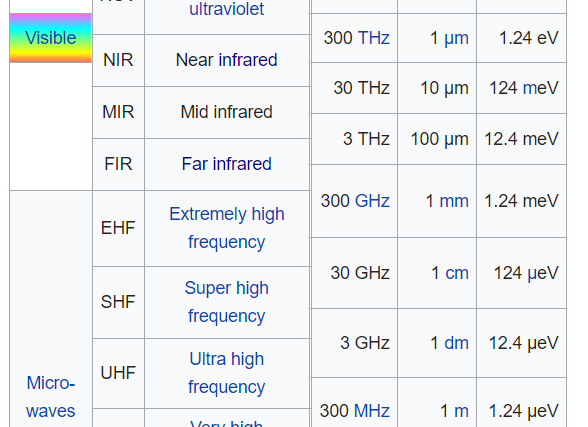 ultraviolet
Visible
300 THz 1 μm 1.24 eV
NIR Near infrared
30 THz 10 μm 124 meV
MIR Mid infrared
3 THz 100 μm 12.4 meV
FIR Far infrared
300 GHz 1 mm 1.24 meV
EHF Extremely high
frequency
30 GHz 1 cm 124 μeV
SHF Super high
frequency
3 GHz 1 dm 12.4 μeV
UHF Ultra high
frequency
Micro-
waves
300 MHz 1 m 1.24 μeV
Very high